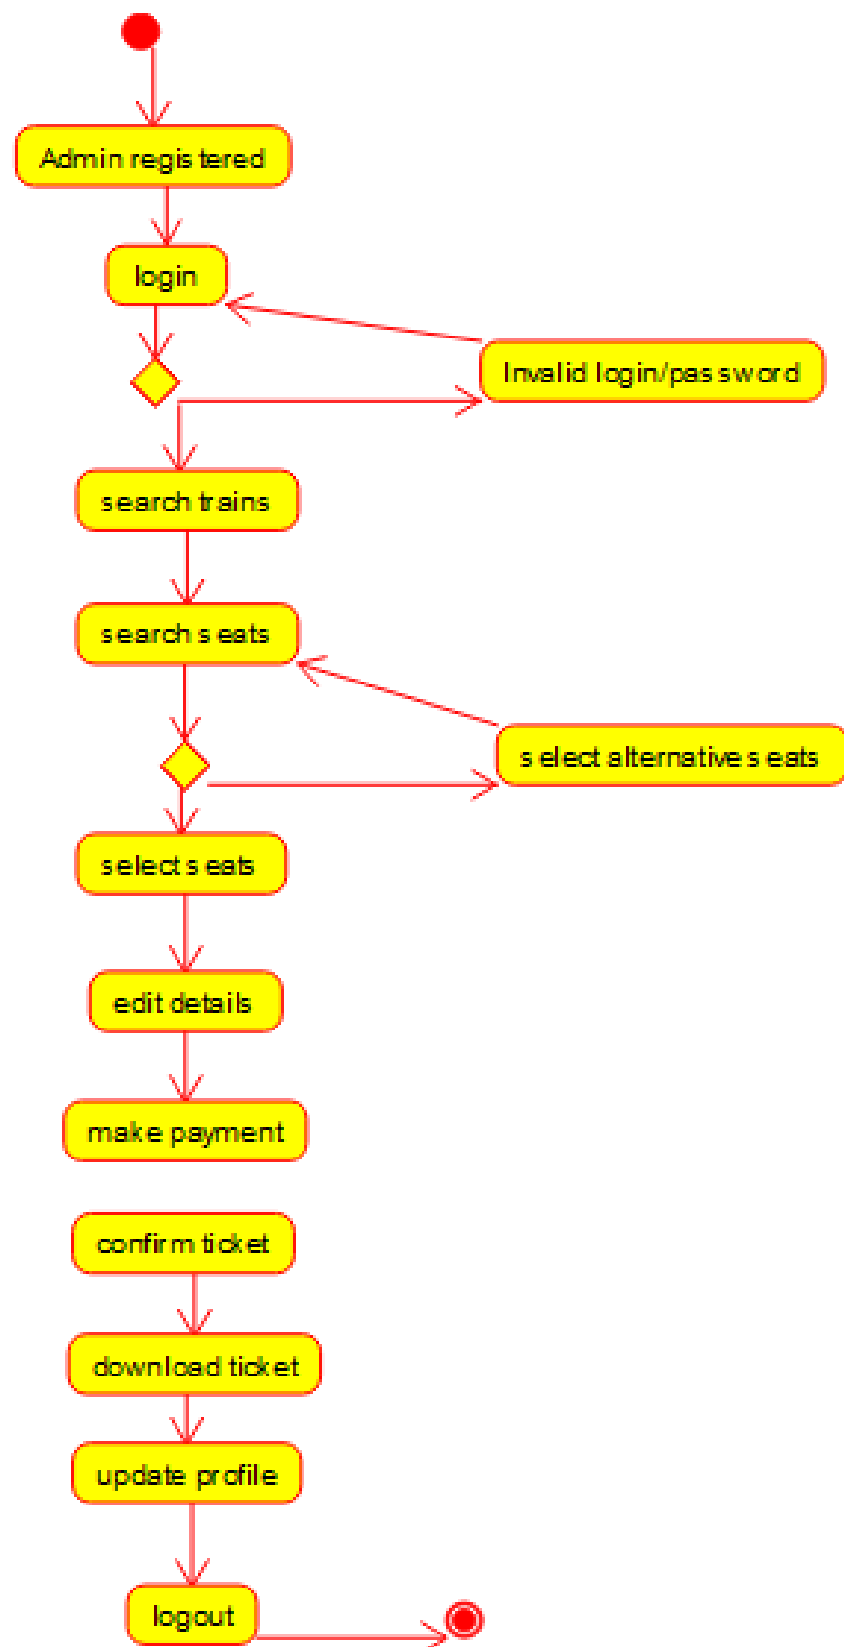 Admin registered
login
Invalid login/password
search trains
search seats
select alternative seats
select seats
edit details
make payment
confirm ticket
download ticket
update profile
logout